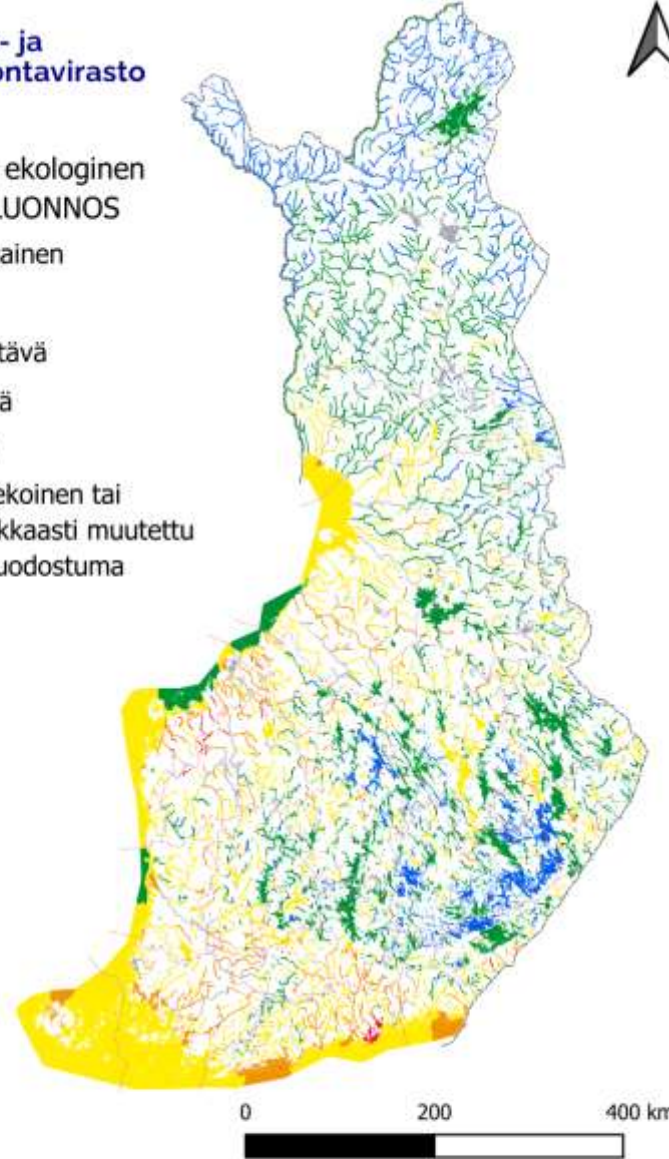 - ja
ontavirasto
ekologinen
LUONNOS
ainen
tävä
ä
ekoinen tai
kkaasti muutettu
uodostuma
0 200 400 km